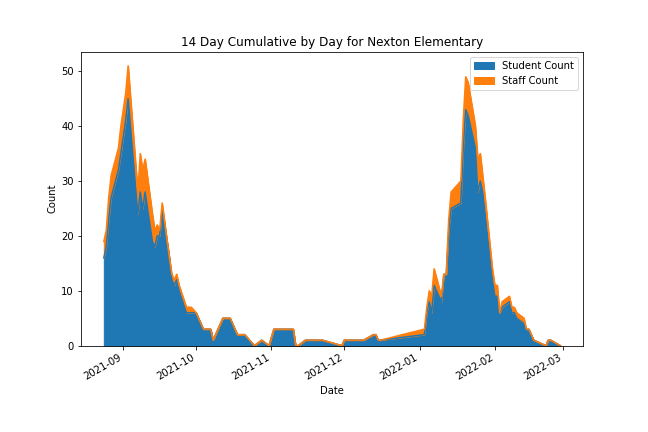 14 Day Cumulative by Day for Nexton Elementary
Student Count
Staff Count
Count
50
40
30
20
10
0
2021-09
2021-10
2021-11
2021-12
2022-01
2022-02
2022-03
Date